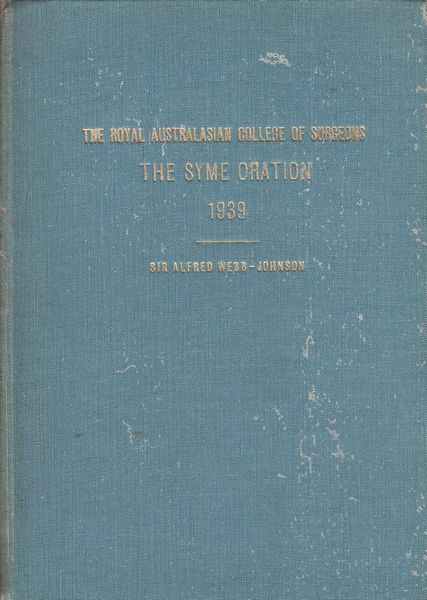 THE ROYAL AUSTRALASIAN COLLEGE OF SURGEONS
THE SYME ORATION
1939
SIR ALFRED WEBB-JOHNSON